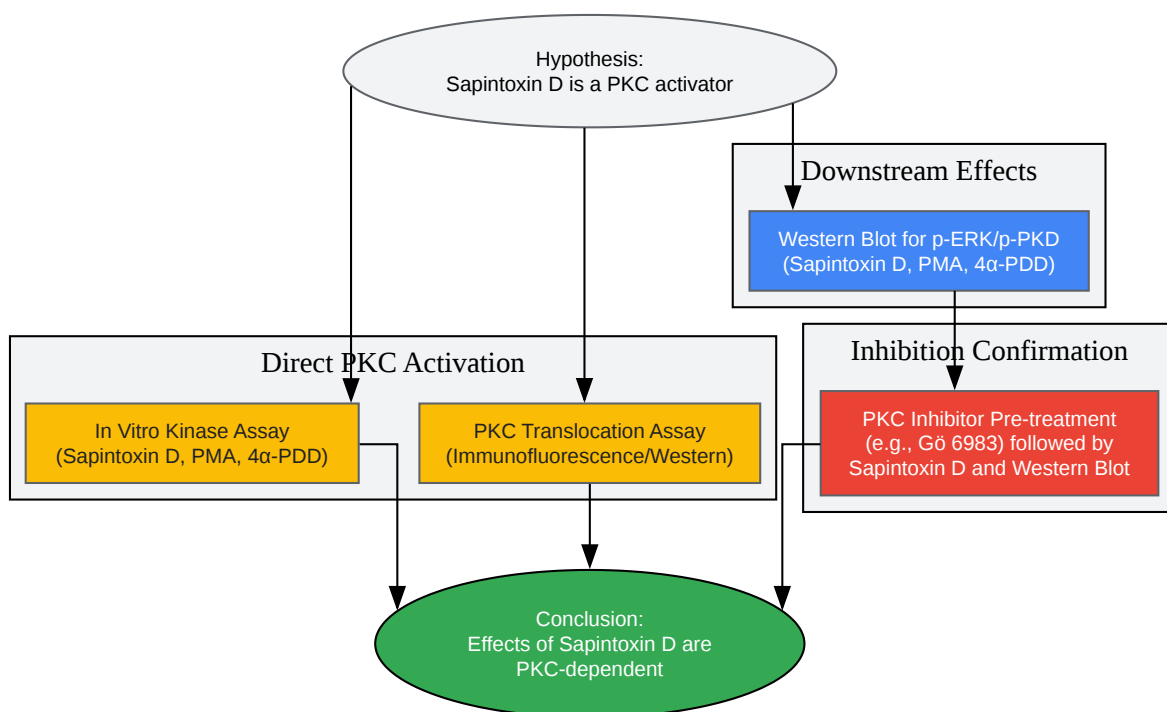 Hypothesis:
Sapintoxin D is a PKC activator
Downstream Effects
Western Blot for p-ERK/p-PKD
(Sapintoxin D, PMA, 4α-PDD)
Direct PKC Activation
In Vitro Kinase Assay
(Sapintoxin D, PMA, 4α-PDD)
PKC Translocation Assay
(Immunofluorescence/Western)
Inhibition Confirmation
PKC Inhibitor Pre-treatment
(e.g., Gö 6983) followed by
Sapintoxin D and Western Blot
Conclusion:
Effects of Sapintoxin D are
PKC-dependent